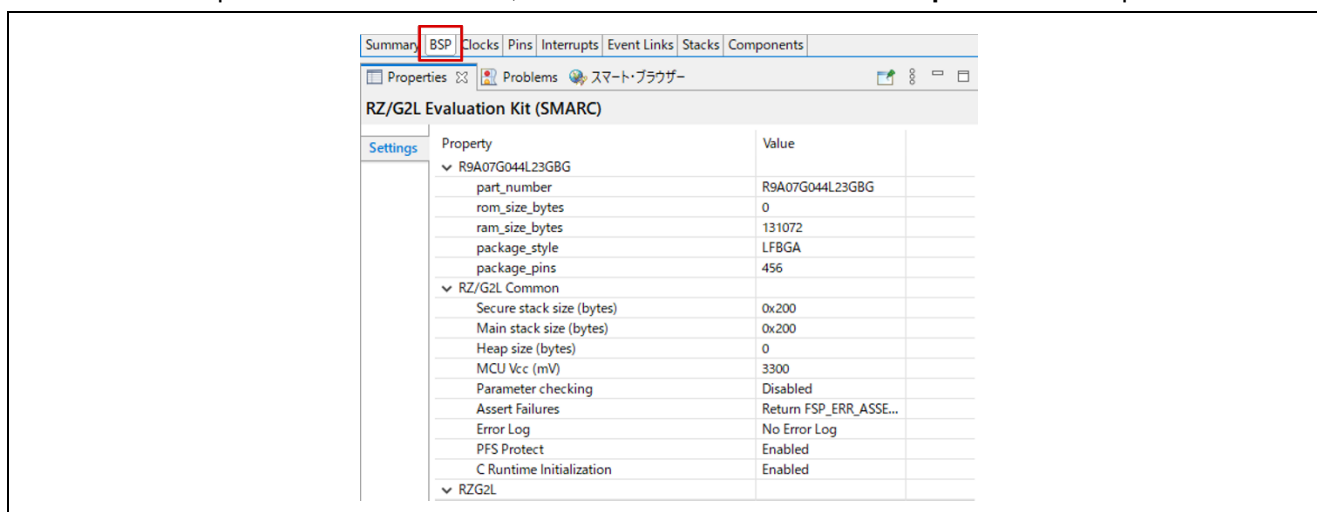 Summary BSP Clocks Pins Interrupts Event Links Stacks Components
Properties Problems スマート・ブラウザー
RZ/G2L Evaluation Kit (SMARC)
Settings Property Value
R9A07G044L23GBG
part_number R9A07G044L23GBG
rom_size_bytes 0
ram_size_bytes 131072
package_style LFBGA
package_pins 456
RZ/G2L Common
Secure stack size (bytes) 0x200
Main stack size (bytes) 0x200
Heap size (bytes) 0
MCU Vcc (mV) 3300
Parameter checking Disabled
Assert Failures Return FSP_ERR_ASSE...
Error Log No Error Log
PFS Protect Enabled
C Runtime Initialization Enabled
RZG2L